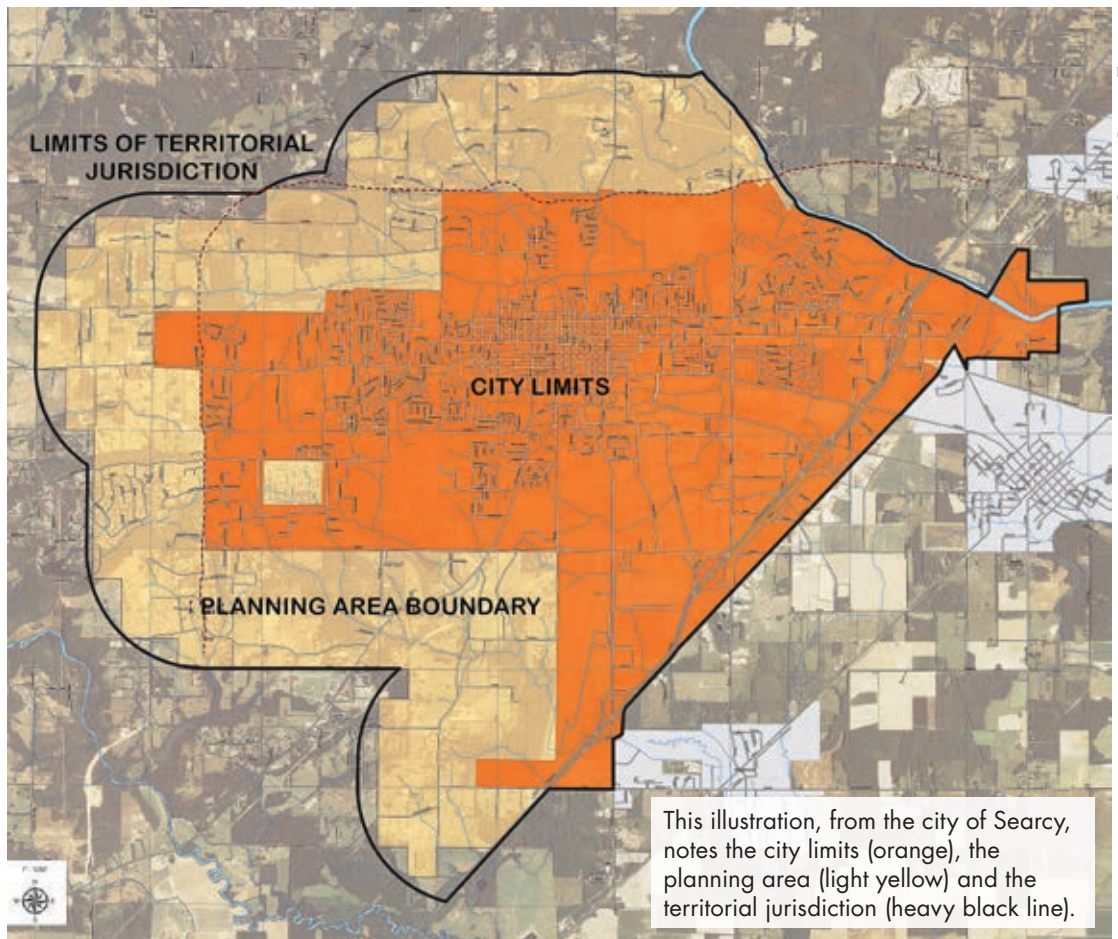 LIMITS OF TERRITORIAL
JURISDICTION
CITY LIMITS
PLANNING AREA BOUNDARY
This illustration, from the city of Searcy,
notes the city limits (orange), the
planning area (light yellow) and the
territorial jurisdiction (heavy black line).